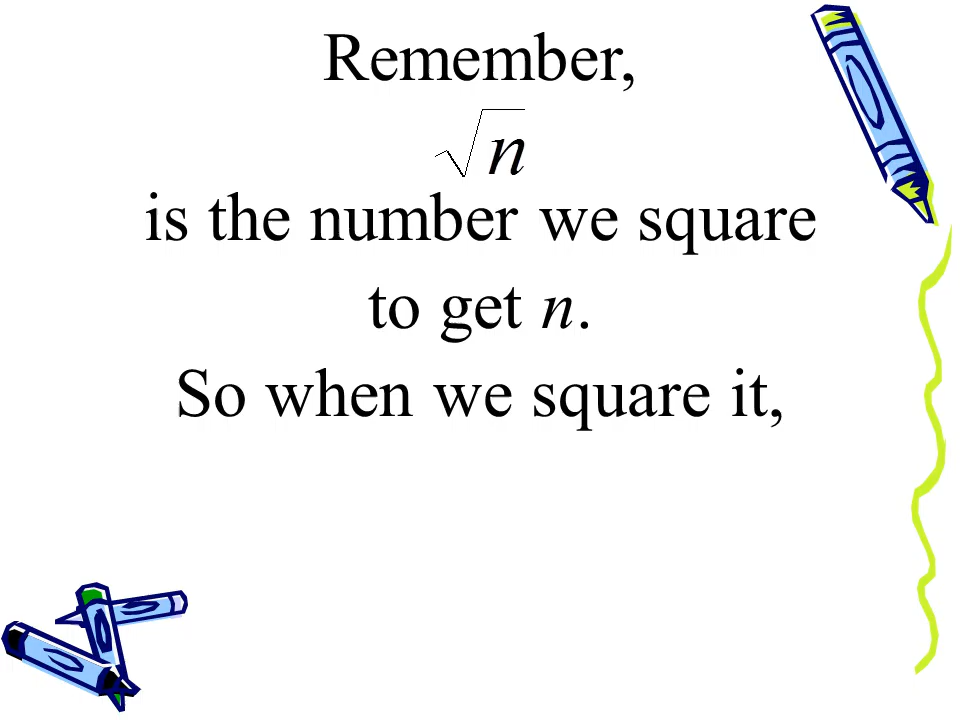 Remember,
√n
is the number we square
to get n.
So when we square it,